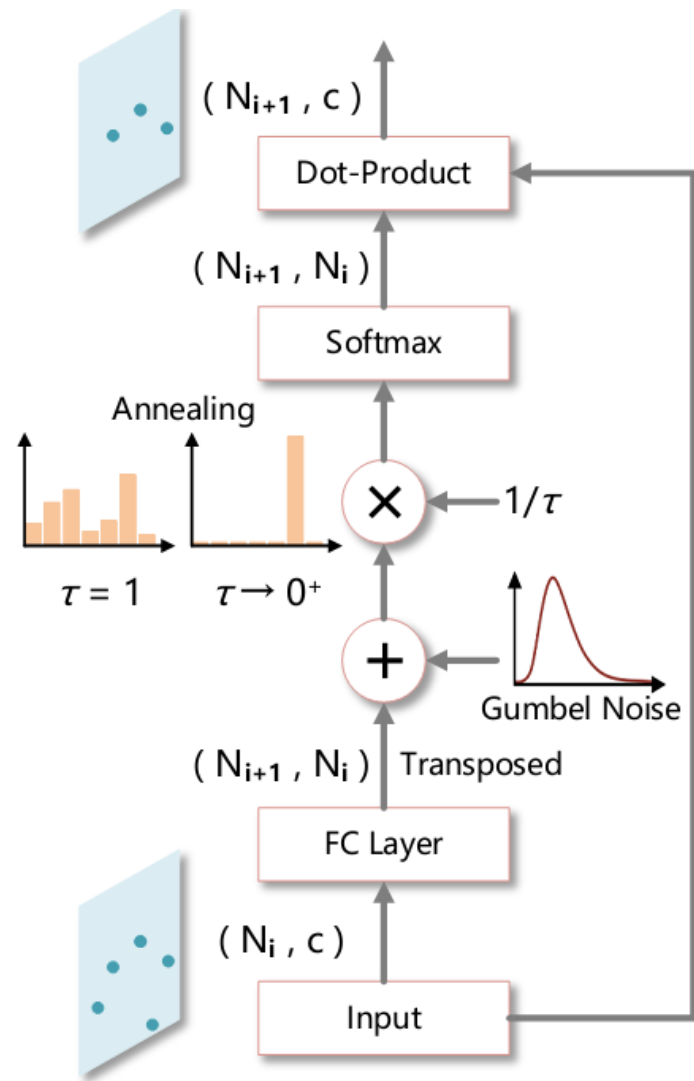 ( Nᵢ₊₁ , c )
Dot-Product
( Nᵢ₊₁ , Nᵢ )
Softmax
Annealing
× 1/τ
τ = 1 τ → 0⁺
+
Gumbel Noise
( Nᵢ₊₁ , Nᵢ ) Transposed
FC Layer
( Nᵢ , c )
Input